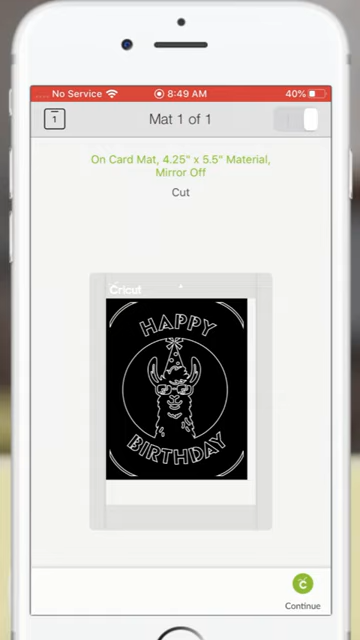 No Service 8:49 AM 40%
1 Mat 1 of 1
On Card Mat, 4.25" x 5.5" Material,
Mirror Off
Cut
Cricut
HAPPY
BIRTHDAY
C
Continue